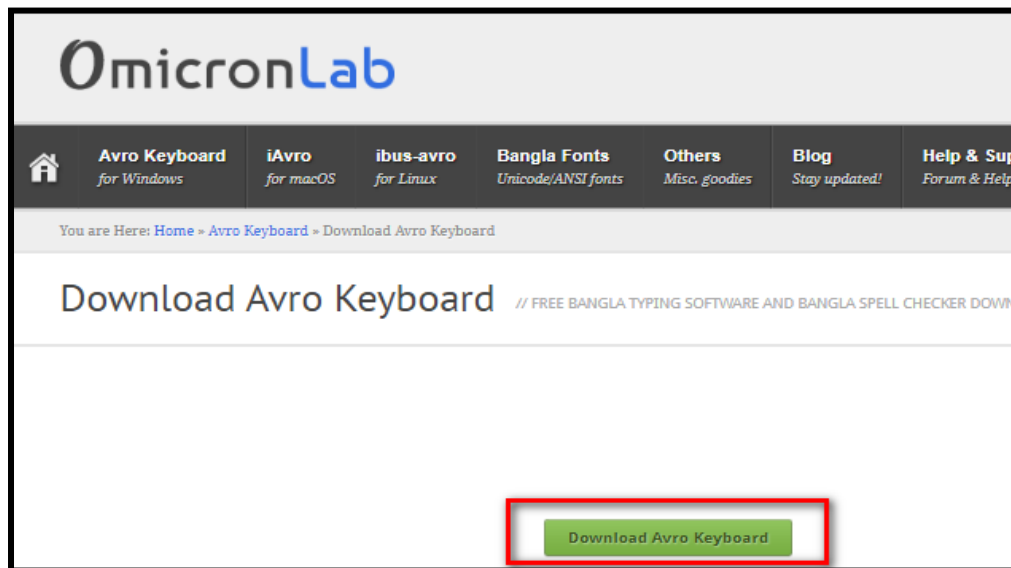 OmicronLab
Avro Keyboard iAvro ibus-avro Bangla Fonts Others Blog Help & Sup
for Windows for macOS for Linux Unicode/ANSI fonts Misc. goodies Stay updated! Forum & Help
You are Here: Home » Avro Keyboard » Download Avro Keyboard
Download Avro Keyboard // FREE BANGLA TYPING SOFTWARE AND BANGLA SPELL CHECKER DOWN
Download Avro Keyboard